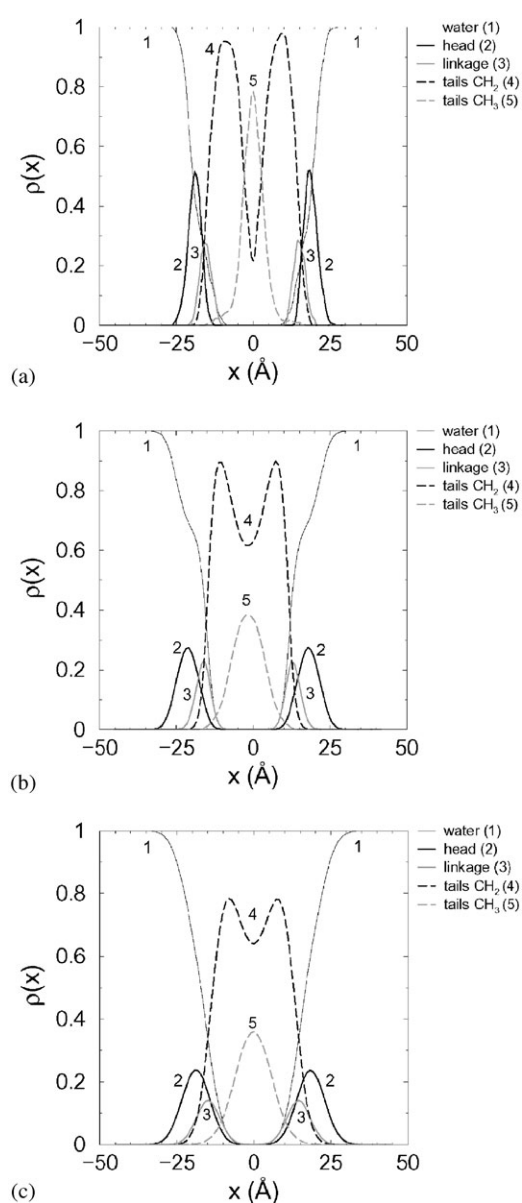 water (1)
head (2)
linkage (3)
tails CH₂ (4)
tails CH₃ (5)
1
4
5
1
2
3
3
2
ρ(x)
1
0.8
0.6
0.4
0.2
0
−50
−25
0
25
50
x (Å)
(a)
water (1)
head (2)
linkage (3)
tails CH₂ (4)
tails CH₃ (5)
1
1
4
5
2
3
3
2
ρ(x)
1
0.8
0.6
0.4
0.2
0
−50
−25
0
25
50
x (Å)
(b)
water (1)
head (2)
linkage (3)
tails CH₂ (4)
tails CH₃ (5)
1
1
4
5
2
3
3
2
ρ(x)
1
0.8
0.6
0.4
0.2
0
−50
−25
0
25
50
x (Å)
(c)